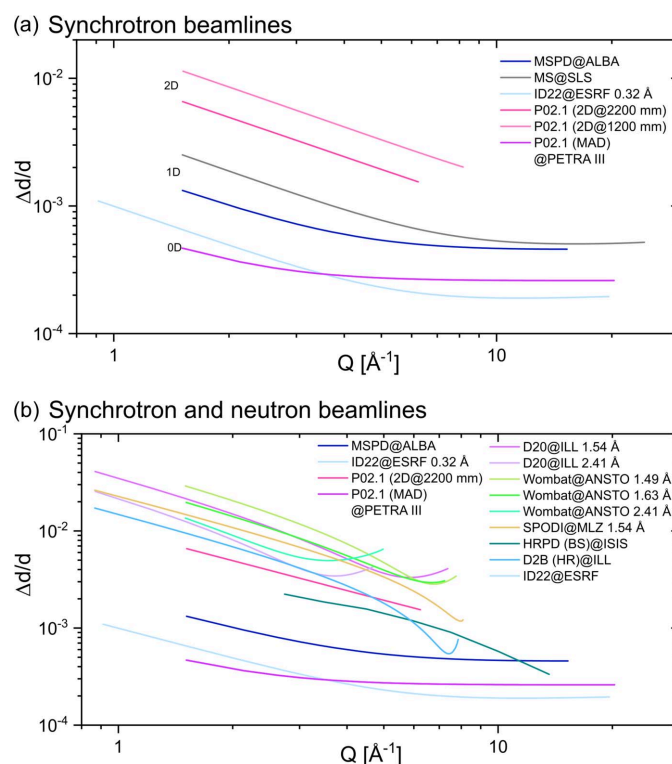 (a) Synchrotron beamlines
MSPD@ALBA
MS@SLS
ID22@ESRF 0.32 Å
P02.1 (2D@2200 mm)
P02.1 (2D@1200 mm)
P02.1 (MAD)
@PETRA III
2D
1D
0D
10⁻²
10⁻³
10⁻⁴
Δd/d
1
10
Q [Å⁻¹]
(b) Synchrotron and neutron beamlines
MSPD@ALBA
ID22@ESRF 0.32 Å
P02.1 (2D@2200 mm)
P02.1 (MAD)
@PETRA III
D20@ILL 1.54 Å
D20@ILL 2.41 Å
Wombat@ANSTO 1.49 Å
Wombat@ANSTO 1.63 Å
Wombat@ANSTO 2.41 Å
SPODI@MLZ 1.54 Å
HRPD (BS)@ISIS
D2B (HR)@ILL
ID22@ESRF
10⁻¹
10⁻²
10⁻³
10⁻⁴
Δd/d
1
10
Q [Å⁻¹]